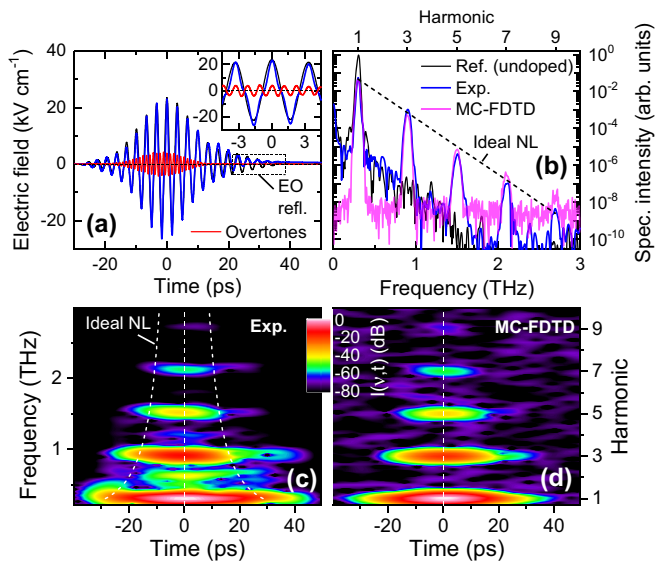 Harmonic
1 3 5 7 9
Electric field (kV cm⁻¹)
40
20
0
-20
20
0
-20
-3 0 3
EO
refl.
(a)
Overtones
-20 0 20 40
Time (ps)
Ref. (undoped)
Exp.
MC-FDTD
Ideal NL
(b)
10⁰
10⁻²
10⁻⁴
10⁻⁶
10⁻⁸
10⁻¹⁰
Spec. intensity (arb. units)
0 1 2 3
Frequency (THz)
Frequency (THz)
2
1
Ideal NL
Exp.
0
-20
-40
-60
-80
I(ν,t) (dB)
(c)
-20 0 20 40
Time (ps)
MC-FDTD
9
7
5
3
1
Harmonic
(d)
-20 0 20 40
Time (ps)